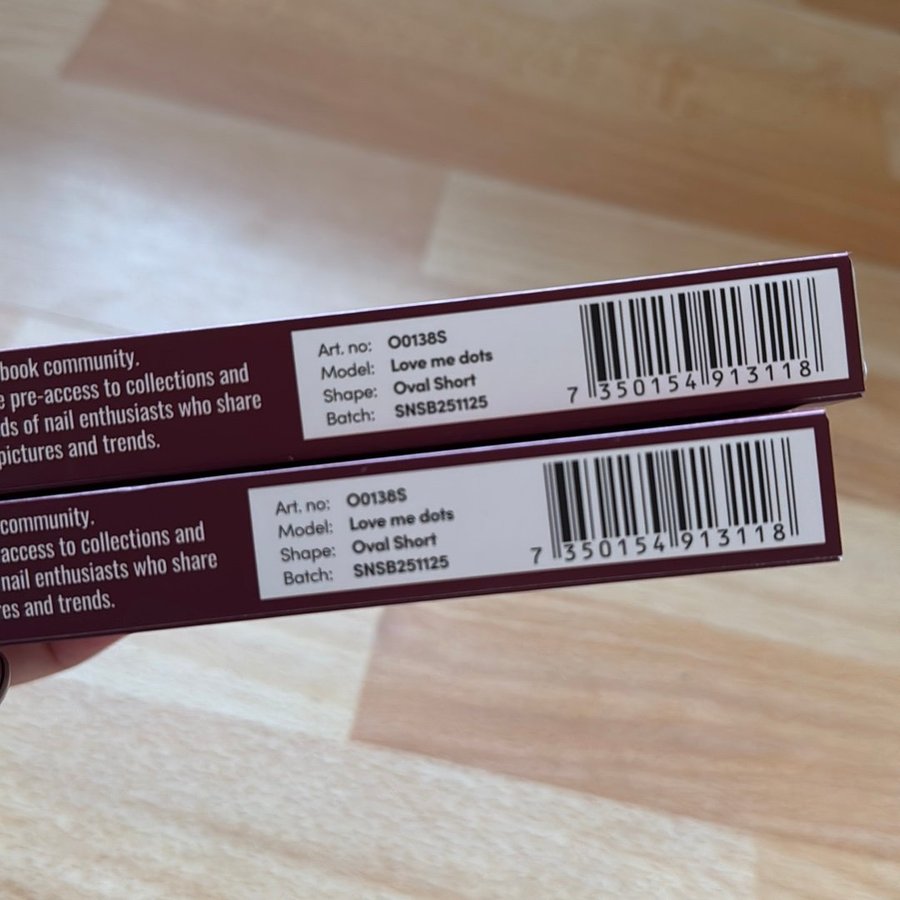 book community.
pre-access to collections and
ds of nail enthusiasts who share
pictures and trends.
Art. no: O0138S
Model: Love me dots
Shape: Oval Short
Batch: SNSB251125
7 350154 913118
community.
access to collections and
nail enthusiasts who share
res and trends.
Art. no: O0138S
Model: Love me dots
Shape: Oval Short
Batch: SNSB251125
7 350154 913118